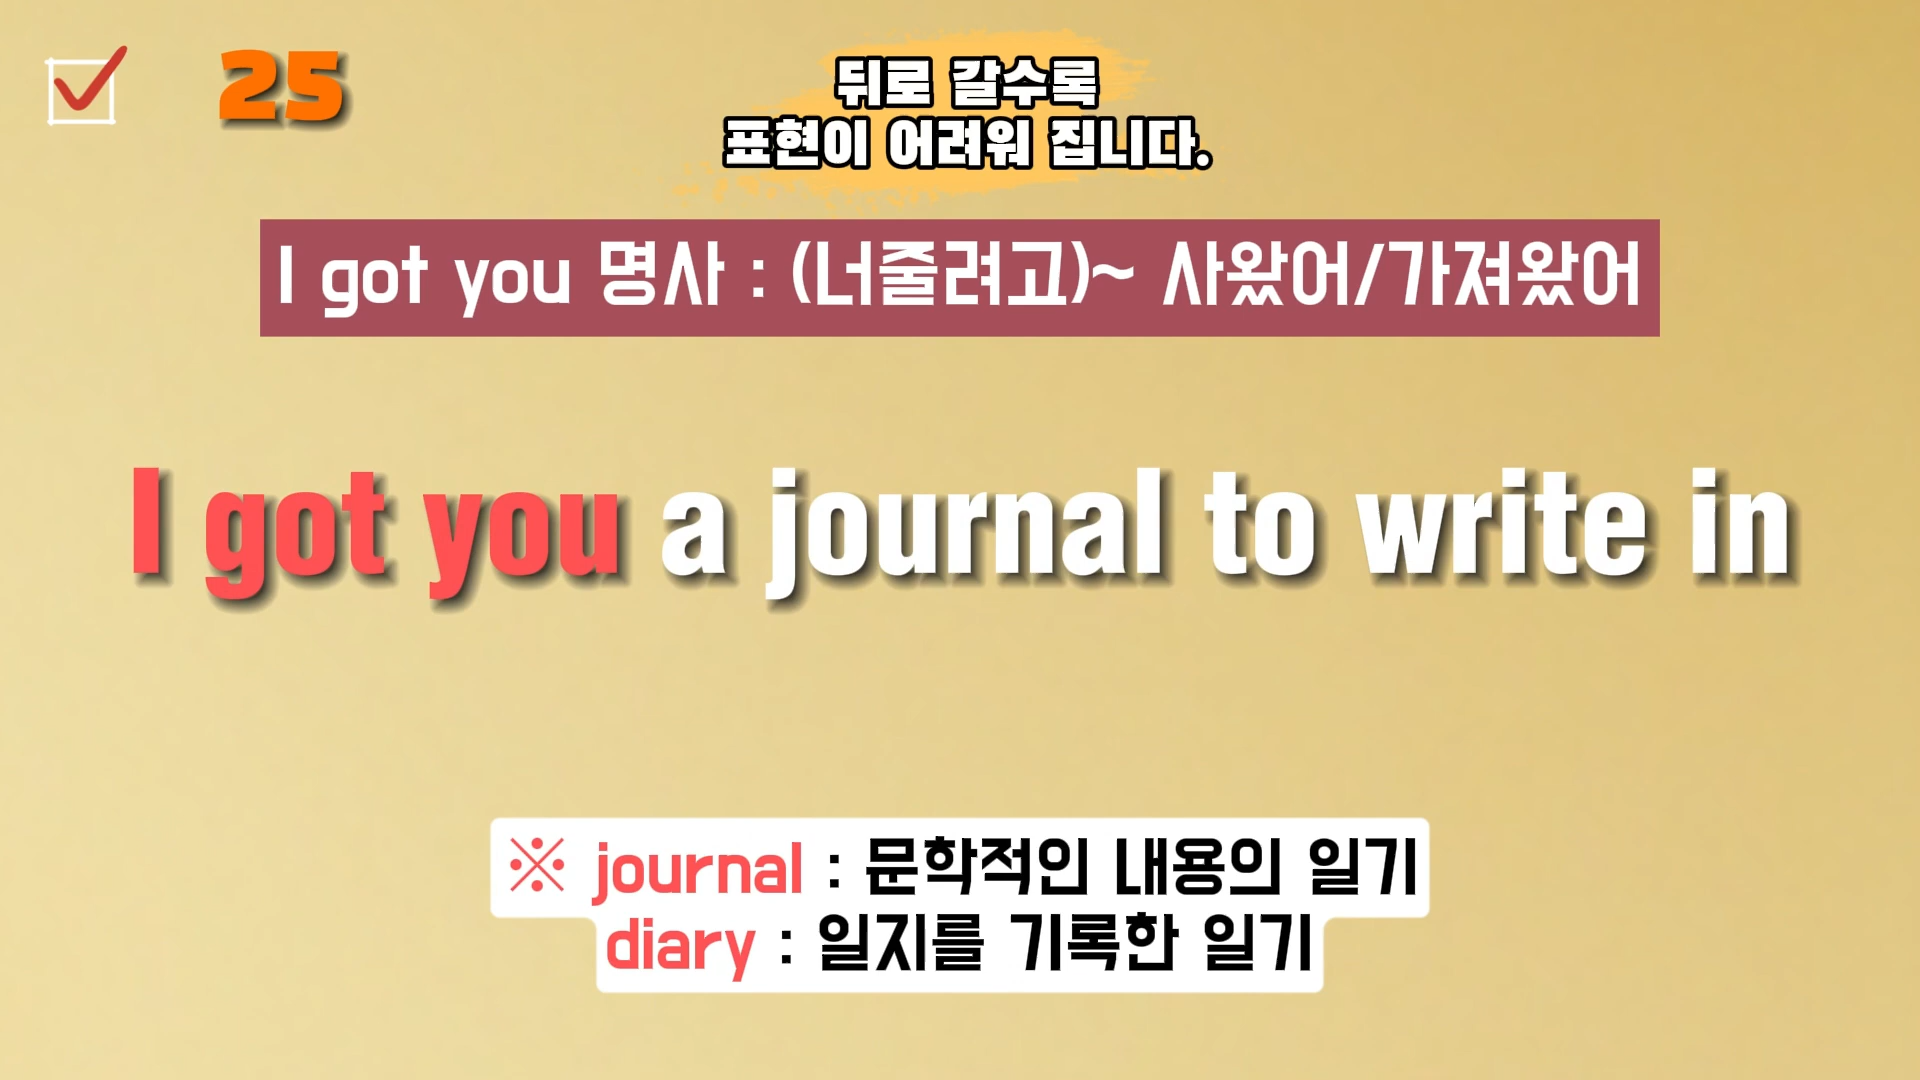 25
뒤로 갈수록
표현이 어려워 집니다.
I got you 명사 : (너줄려고)~ 사왔어/가져왔어
I got you a journal to write in
※ journal : 문학적인 내용의 일기
diary : 일지를 기록한 일기